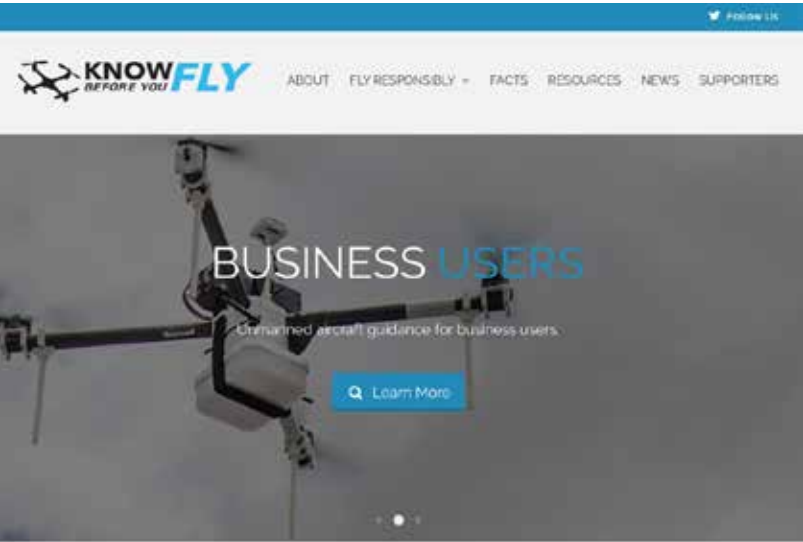 Follow Us
KNOW
BEFORE YOU
FLY
ABOUT FLY RESPONSIBLY FACTS RESOURCES NEWS SUPPORTERS
BUSINESS USERS
Unmanned aircraft guidance for business users.
Learn More